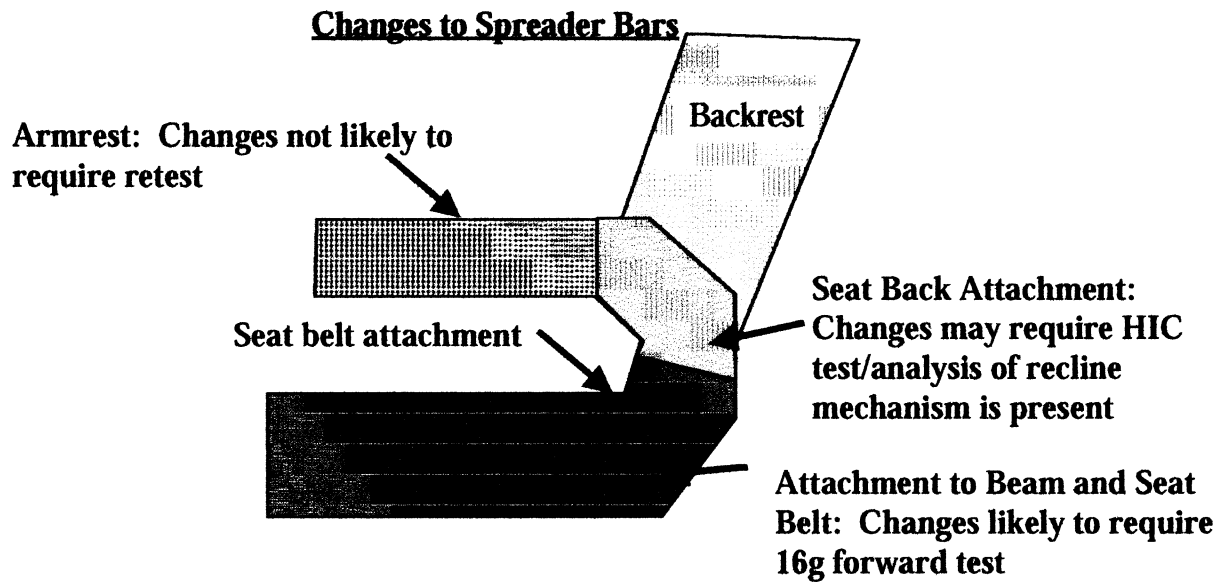 Changes to Spreader Bars
Backrest
Armrest: Changes not likely to
require retest
Seat Back Attachment:
Changes may require HIC
test/analysis of recline
mechanism is present
Seat belt attachment
Attachment to Beam and Seat
Belt: Changes likely to require
16g forward test